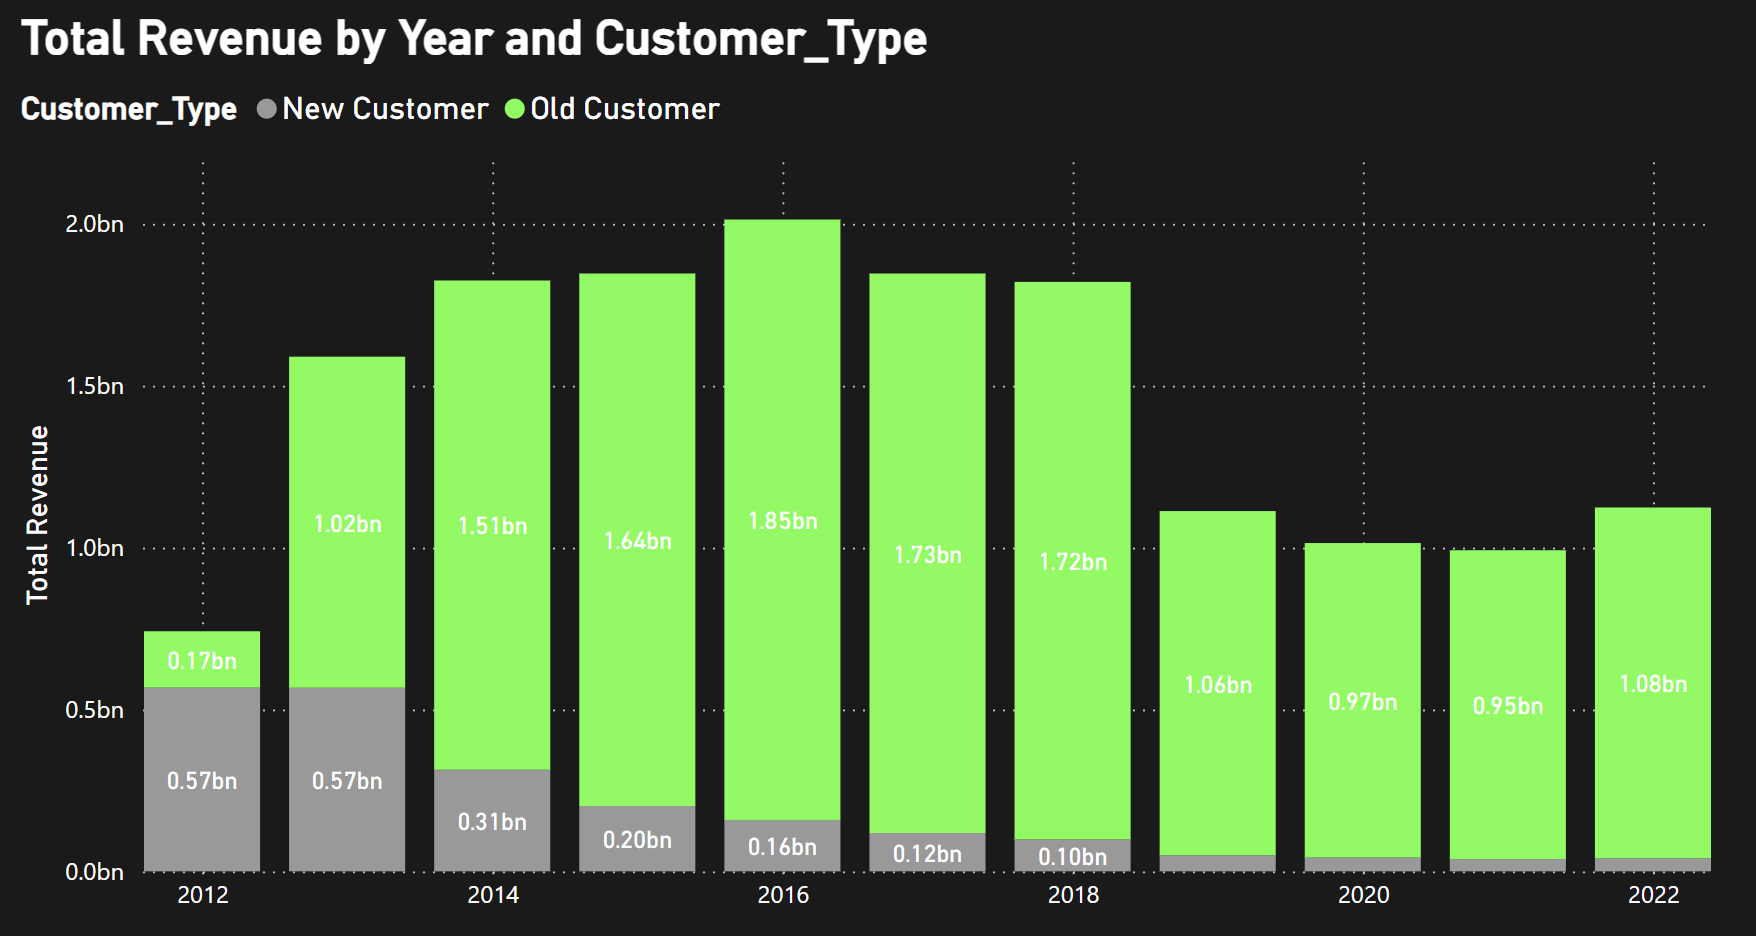 Total Revenue by Year and Customer_Type
Customer_Type New Customer Old Customer
Total Revenue
2.0bn
1.5bn
1.0bn
0.5bn
0.0bn
0.17bn
0.57bn
1.02bn
0.57bn
1.51bn
0.31bn
1.64bn
0.20bn
1.85bn
0.16bn
1.73bn
0.12bn
1.72bn
0.10bn
1.06bn
0.97bn
0.95bn
1.08bn
2012 2014 2016 2018 2020 2022